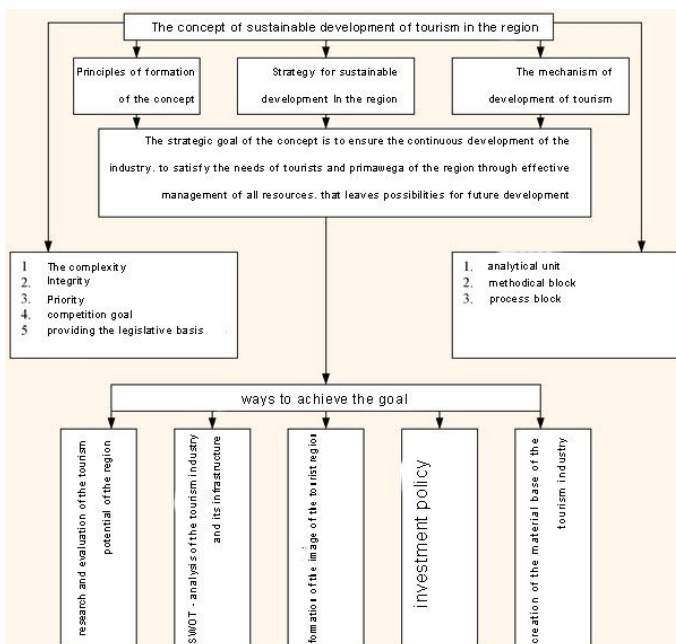 The concept of sustainable development of tourism in the region
Principles of formation
of the concept
Strategy for sustainable
development In the region
The mechanism of
development of tourism
The strategic goal of the concept is to ensure the continuous development of the
industry. to satisfy the needs of tourists and primawega of the region through effective
management of all resources. that leaves possibilities for future development
1 The complexity
2. Integrity
3. Priority
4. competition goal
5 providing the legislative basis
1. analytical unit
2. methodical block
3. process block
ways to achieve the goal
research and evaluation of the tourism
potential of the region
SWOT - analysis of the tourism industry
and its infrastructure
fomation of the image of the tourist region
investment policy
creation of the material base of the
tourism industry